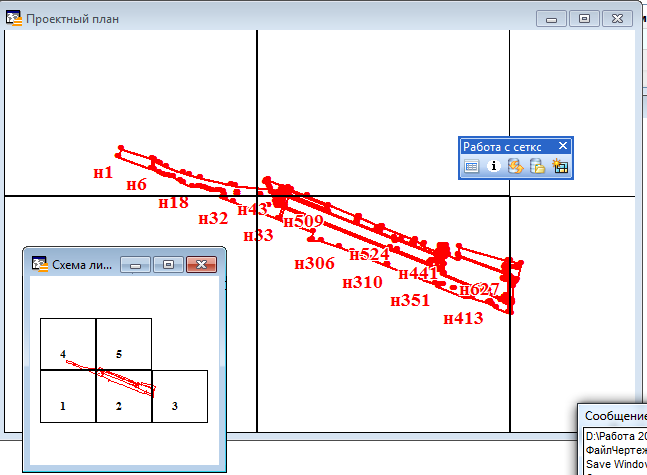 Проектный план
Работа с сеткс
н1
н6
н18
н32
н43
н33
н509
н306
н524
н310
н441
н351
н627
н413
Схема ли...
4
5
1
2
3
Сообщение
D:\Работа 20
ФайлЧертеж
Save Window